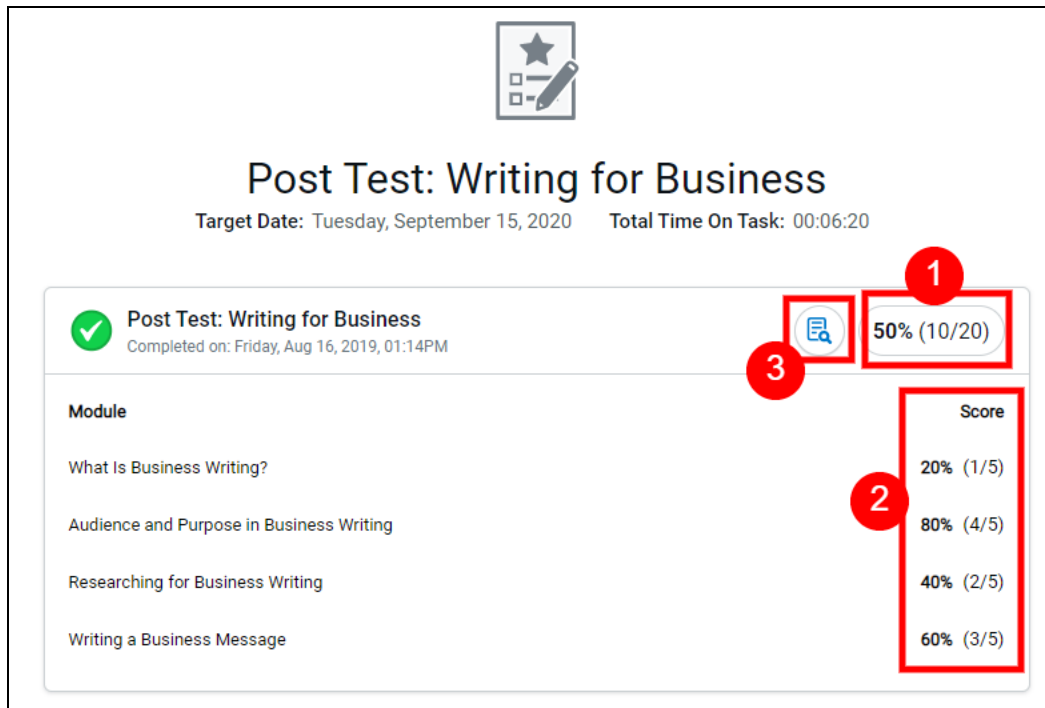 Post Test: Writing for Business
Target Date: Tuesday, September 15, 2020 Total Time On Task: 00:06:20
1
Post Test: Writing for Business
Completed on: Friday, Aug 16, 2019, 01:14PM
50% (10/20)
3
Module Score
What Is Business Writing? 20% (1/5)
2
Audience and Purpose in Business Writing 80% (4/5)
Researching for Business Writing 40% (2/5)
Writing a Business Message 60% (3/5)